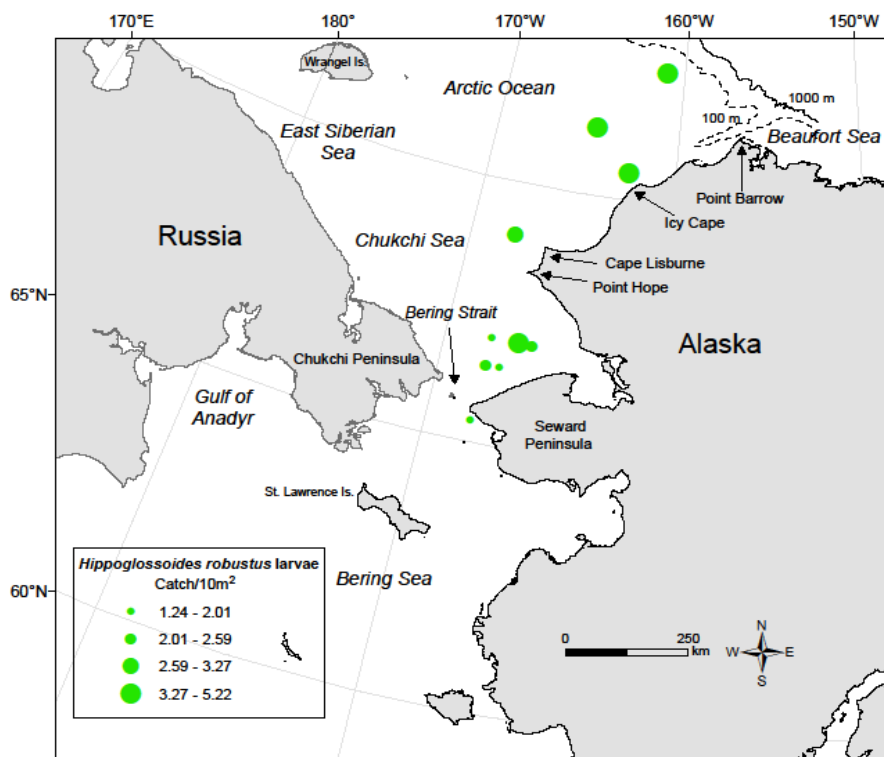 170°E
180°
170°W
160°W
150°W
Wrangel Is.
Arctic Ocean
1000 m
100 m
Beaufort Sea
East Siberian
Sea
Point Barrow
Icy Cape
Russia
Chukchi Sea
Cape Lisburne
Point Hope
65°N
Bering Strait
Alaska
Chukchi Peninsula
Gulf of
Anadyr
Seward
Peninsula
St. Lawrence Is.
Bering Sea
60°N
Hippoglossoides robustus larvae
Catch/10m²
1.24 - 2.01
2.01 - 2.59
2.59 - 3.27
3.27 - 5.22
0 250
km
N
W E
S